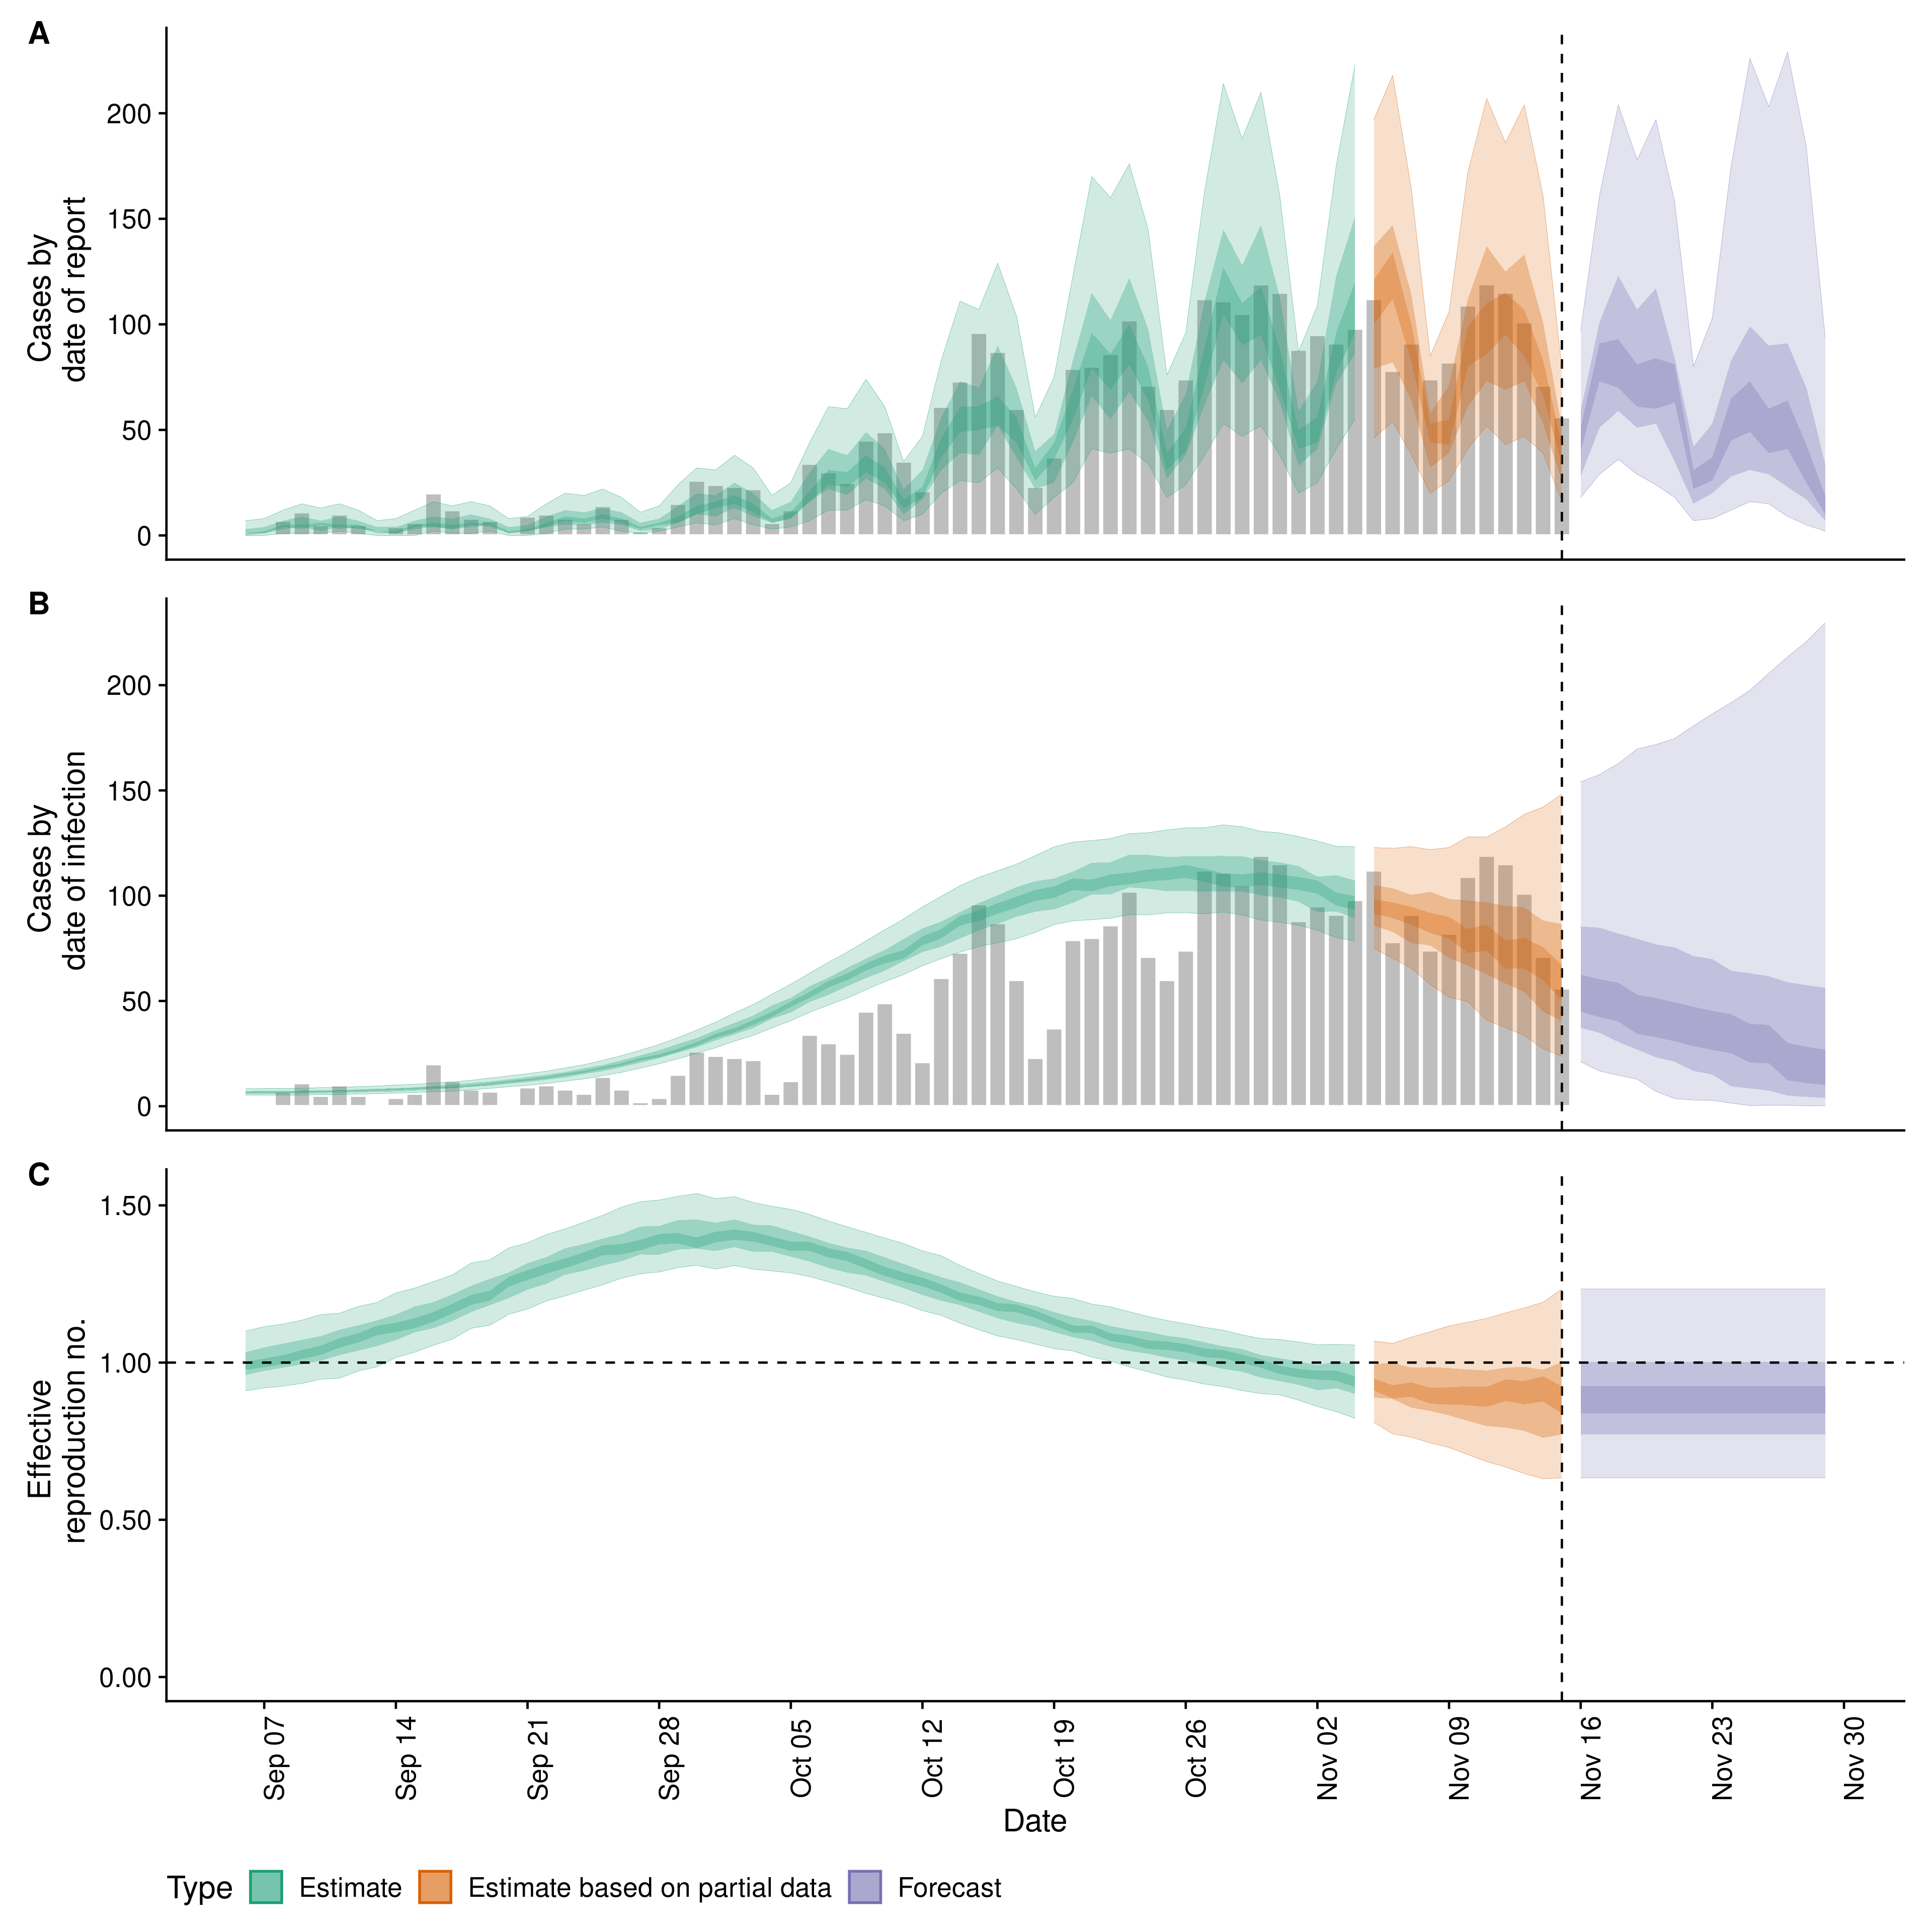 A
Cases by
date of report
200
150
100
50
0
B
Cases by
date of infection
200
150
100
50
0
C
Effective
reproduction no.
1.50
1.00
0.50
0.00
Sep 07
Sep 14
Sep 21
Sep 28
Oct 05
Oct 12
Oct 19
Oct 26
Nov 02
Nov 09
Nov 16
Nov 23
Nov 30
Date
Type Estimate Estimate based on partial data Forecast